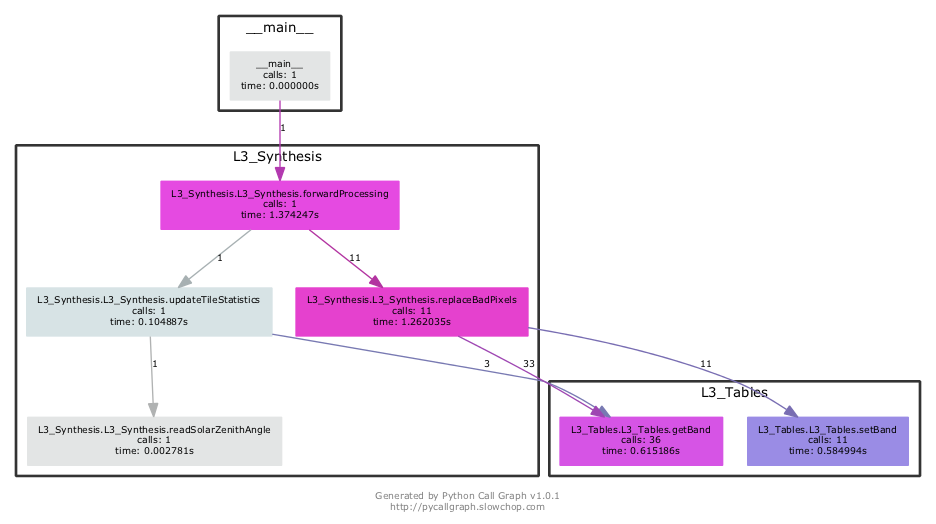 __main__
__main__
calls: 1
time: 0.000000s
1
L3_Synthesis
L3_Synthesis.L3_Synthesis.forwardProcessing
calls: 1
time: 1.374247s
1
11
L3_Synthesis.L3_Synthesis.updateTileStatistics
calls: 1
time: 0.104887s
L3_Synthesis.L3_Synthesis.replaceBadPixels
calls: 11
time: 1.262035s
1
3
33
11
L3_Tables
L3_Synthesis.L3_Synthesis.readSolarZenithAngle
calls: 1
time: 0.002781s
L3_Tables.L3_Tables.getBand
calls: 36
time: 0.615186s
L3_Tables.L3_Tables.setBand
calls: 11
time: 0.584994s
Generated by Python Call Graph v1.0.1
http://pycallgraph.slowchop.com